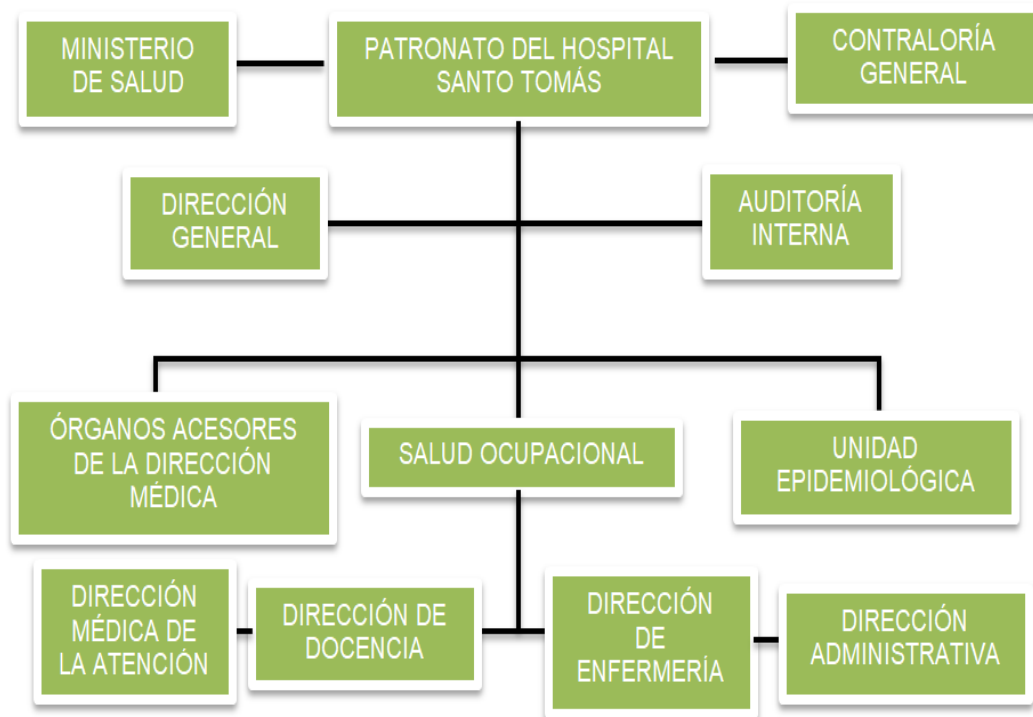 MINISTERIO
DE SALUD
PATRONATO DEL HOSPITAL
SANTO TOMÁS
CONTRALORÍA
GENERAL
DIRECCIÓN
GENERAL
AUDITORÍA
INTERNA
ÓRGANOS ACESORES
DE LA DIRECCIÓN
MÉDICA
SALUD OCUPACIONAL
UNIDAD
EPIDEMIOLÓGICA
DIRECCIÓN
MÉDICA DE
LA ATENCIÓN
DIRECCIÓN DE
DOCENCIA
DIRECCIÓN
DE
ENFERMERÍA
DIRECCIÓN
ADMINISTRATIVA